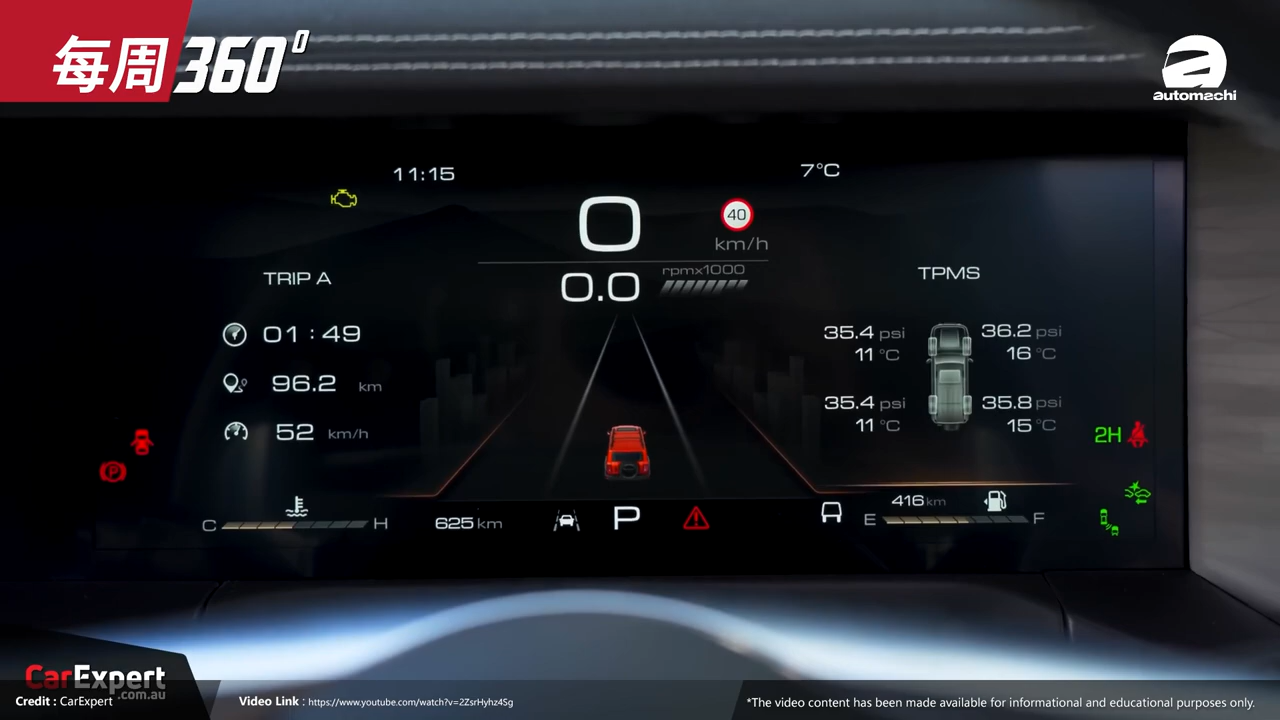 每周360°
automachi
11:15
7°C
0
40
km/h
0.0
rpmx1000
TRIP A
01:49
96.2 km
52 km/h
TPMS
35.4 psi
36.2 psi
11 °C
16 °C
35.4 psi
35.8 psi
11 °C
15 °C
2H
P
C
H
625 km
P
416 km
E
F
CarExpert
.com.au
Credit : CarExpert
Video Link : https://www.youtube.com/watch?v=2ZsrHyhz4Sg
*The video content has been made available for informational and educational purposes only.